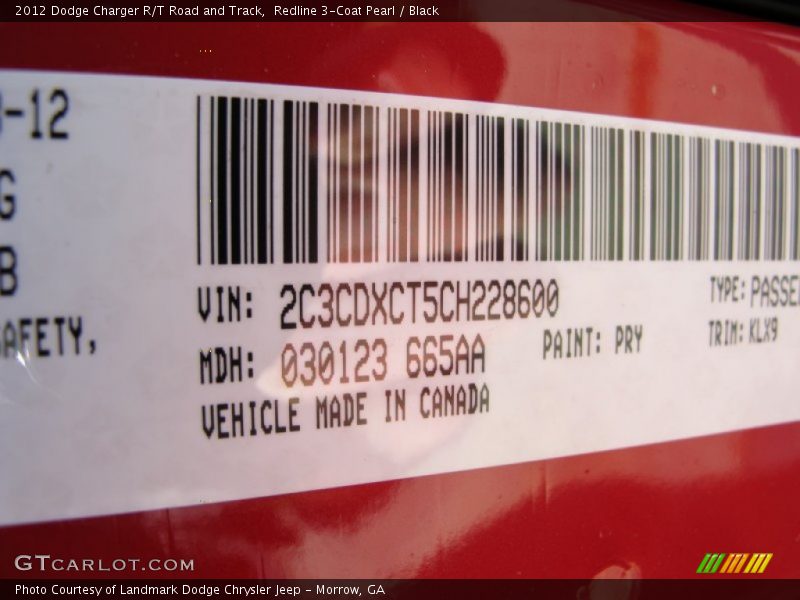 2012 Dodge Charger R/T Road and Track,  Redline 3-Coat Pearl / Black
-12
G
B
AFETY,
VIN: 2C3CDXCT5CH228600
TYPE: PASSE
MDH: 030123 665AA
PAINT: PRY
TRIM: KLX9
VEHICLE MADE IN CANADA
GTCARLOT.COM
Photo Courtesy of Landmark Dodge Chrysler Jeep - Morrow, GA